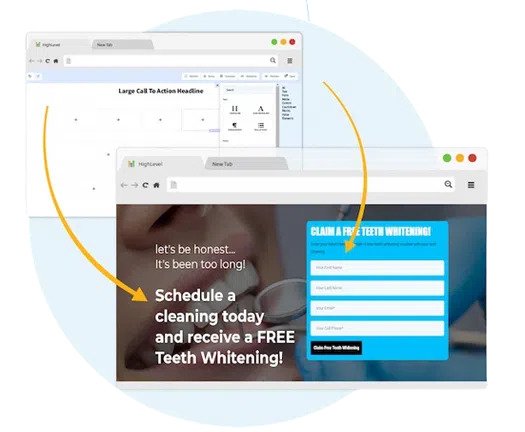 HighLevel
New Tab
Large Call To Action Headline
HighLevel
New Tab
let's be honest...
It's been too long!
Schedule a
cleaning today
and receive a FREE
Teeth Whitening!
CLAIM A FREE TEETH WHITENING!
Your First Name
Your Last Name
Your Email*
Your Cell Phone*
Claim Free Teeth Whitening